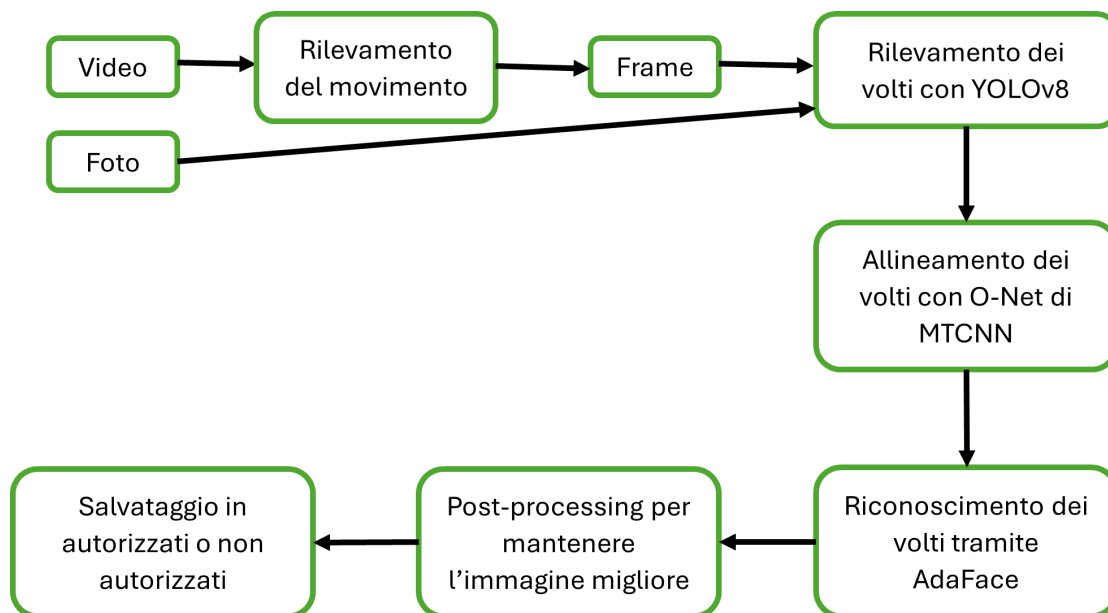 Video
Rilevamento
del movimento
Frame
Rilevamento dei
volti con YOLOv8
Foto
Allineamento dei
volti con O-Net di
MTCNN
Riconoscimento dei
volti tramite
AdaFace
Post-processing per
mantenere
l’immagine migliore
Salvataggio in
autorizzati o non
autorizzati